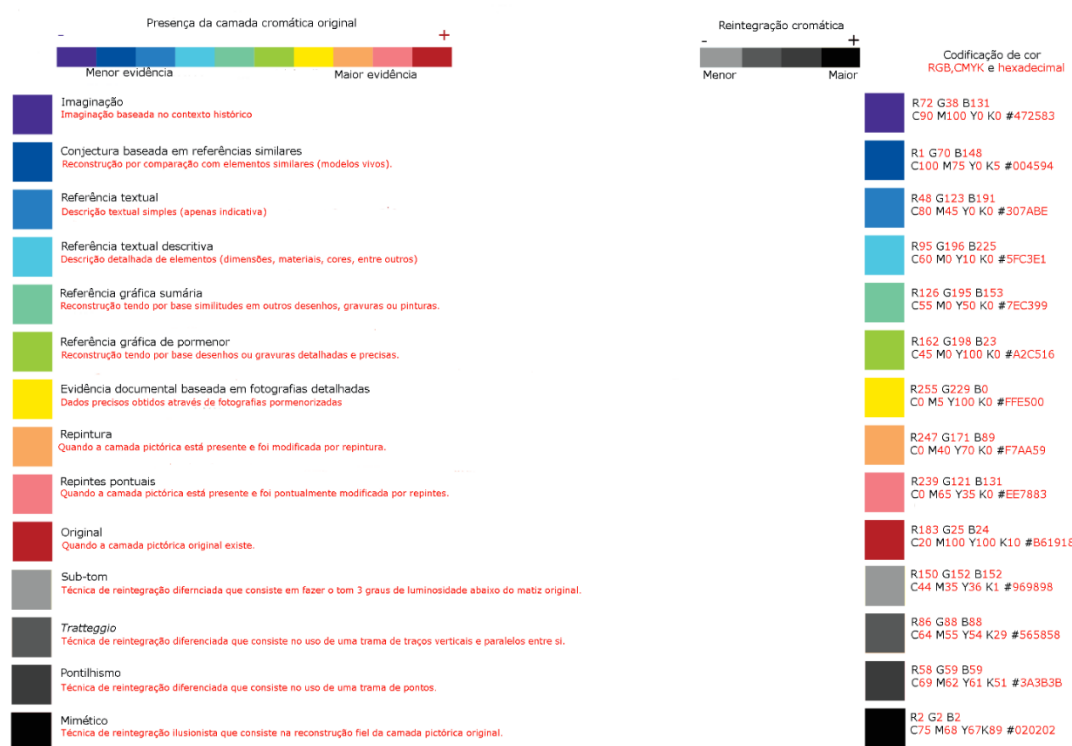 Presença da camada cromática original
- +
Menor evidência Maior evidência
Reintegração cromática
- +
Menor Maior
Codificação de cor
RGB,CMYK e hexadecimal
Imaginação
Imaginação baseada no contexto histórico
R72 G38 B131
C90 M100 Y0 K0 #472583
Conjectura baseada em referências similares
Reconstrução por comparação com elementos similares (modelos vivos).
R1 G70 B148
C100 M75 Y0 K5 #004594
Referência textual
Descrição textual simples (apenas indicativa)
R48 G123 B191
C80 M45 Y0 K0 #307ABE
Referência textual descritiva
Descrição detalhada de elementos (dimensões, materiais, cores, entre outros)
R95 G196 B225
C60 M0 Y10 K0 #5FC3E1
Referência gráfica sumária
Reconstrução tendo por base similitudes em outros desenhos, gravuras ou pinturas.
R126 G195 B153
C55 M0 Y50 K0 #7EC399
Referência gráfica de pormenor
Reconstrução tendo por base desenhos ou gravuras detalhadas e precisas.
R162 G198 B23
C45 M0 Y100 K0 #A2C516
Evidência documental baseada em fotografias detalhadas
Dados precisos obtidos através de fotografias pormenorizadas
R255 G229 B0
C0 M5 Y100 K0 #FFE500
Repintura
Quando a camada pictórica está presente e foi modificada por repintura.
R247 G171 B89
C0 M40 Y70 K0 #F7AA59
Repintes pontuais
Quando a camada pictórica está presente e foi pontualmente modificada por repintes.
R239 G121 B131
C0 M65 Y35 K0 #EE7883
Original
Quando a camada pictórica original existe.
R183 G25 B24
C20 M100 Y100 K10 #B61918
Sub-tom
Técnica de reintegração difernciada que consiste em fazer o tom 3 graus de luminosidade abaixo do matiz original.
R150 G152 B152
C44 M35 Y36 K1 #969898
Tratteggio
Técnica de reintegração diferenciada que consiste no uso de uma trama de traços verticais e paralelos entre si.
R86 G88 B88
C64 M55 Y54 K29 #565858
Pontilhismo
Técnica de reintegração diferenciada que consiste no uso de uma trama de pontos.
R58 G59 B59
C69 M62 Y61 K51 #3A3B3B
Mimético
Técnica de reintegração ilusionista que consiste na reconstrução fiel da camada pictórica original.
R2 G2 B2
C75 M68 Y67K89 #020202